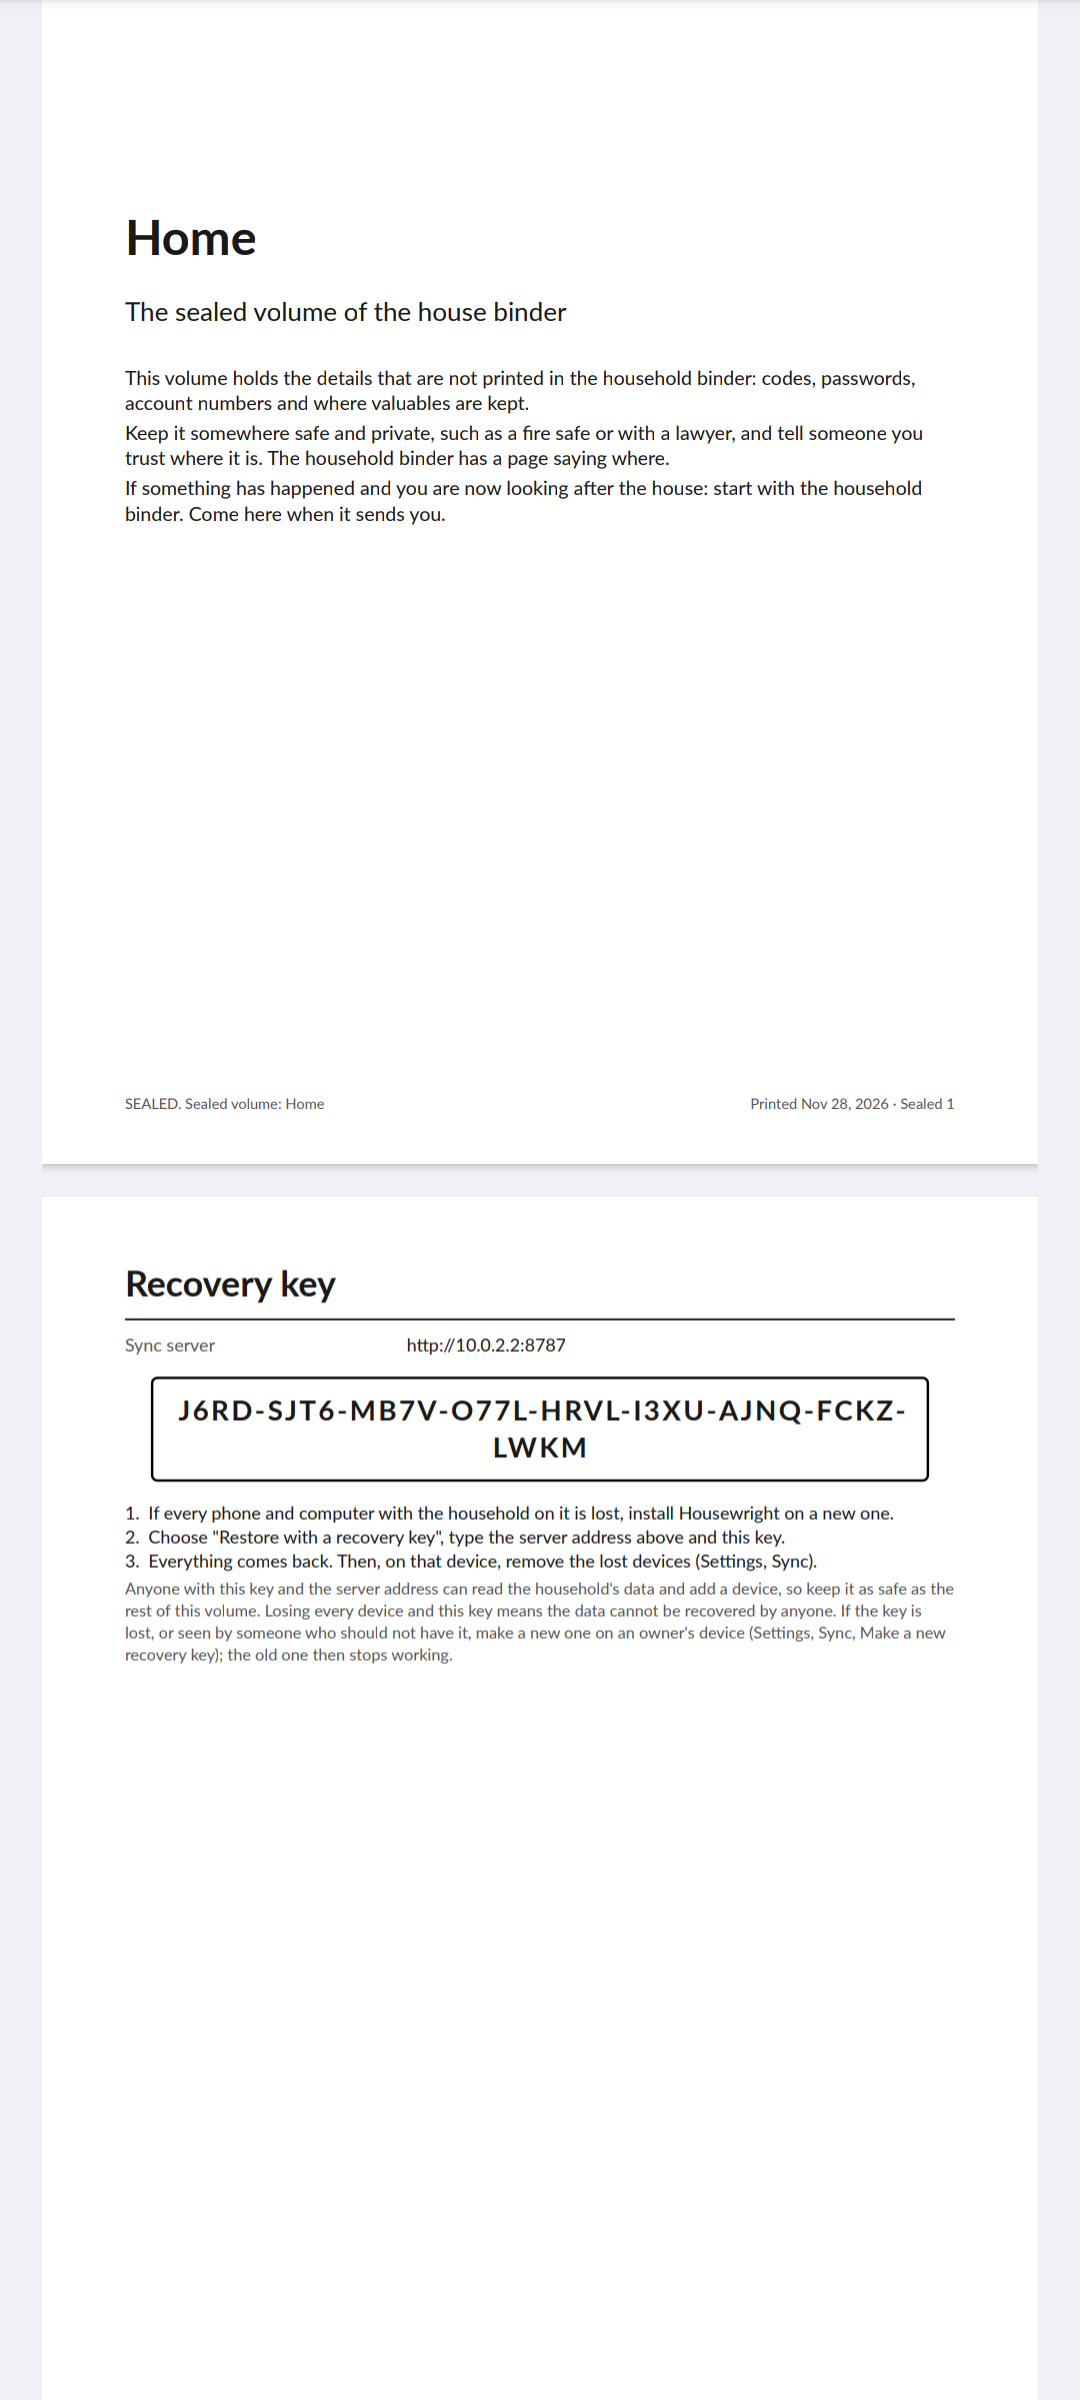 Home
The sealed volume of the house binder
This volume holds the details that are not printed in the household binder: codes, passwords,
account numbers and where valuables are kept.
Keep it somewhere safe and private, such as a fire safe or with a lawyer, and tell someone you
trust where it is. The household binder has a page saying where.
If something has happened and you are now looking after the house: start with the household
binder. Come here when it sends you.
SEALED. Sealed volume: Home
Printed Nov 28, 2026 · Sealed 1
Recovery key
Sync server http://10.0.2.2:8787
J6RD-SJT6-MB7V-O77L-HRVL-I3XU-AJNQ-FCKZ-
LWKM
1. If every phone and computer with the household on it is lost, install Housewright on a new one.
2. Choose "Restore with a recovery key", type the server address above and this key.
3. Everything comes back. Then, on that device, remove the lost devices (Settings, Sync).
Anyone with this key and the server address can read the household's data and add a device, so keep it as safe as the
rest of this volume. Losing every device and this key means the data cannot be recovered by anyone. If the key is
lost, or seen by someone who should not have it, make a new one on an owner's device (Settings, Sync, Make a new
recovery key); the old one then stops working.